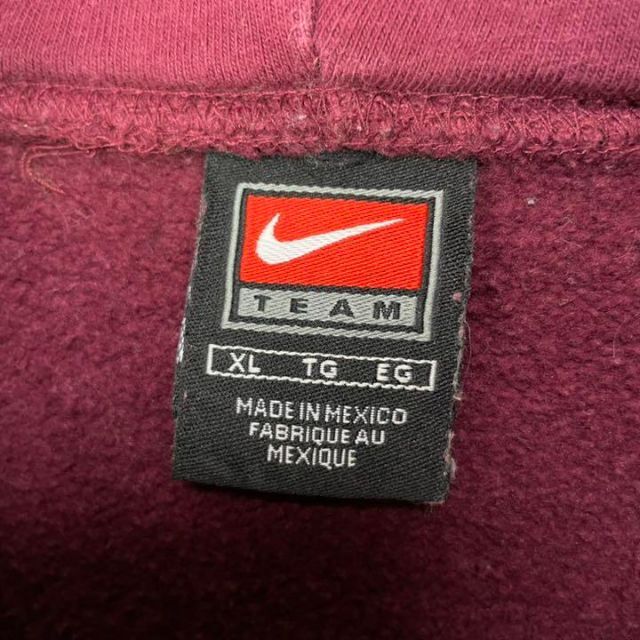 TEAM
XL TG EG
MADE IN MEXICO
FABRIQUE AU
MEXIQUE